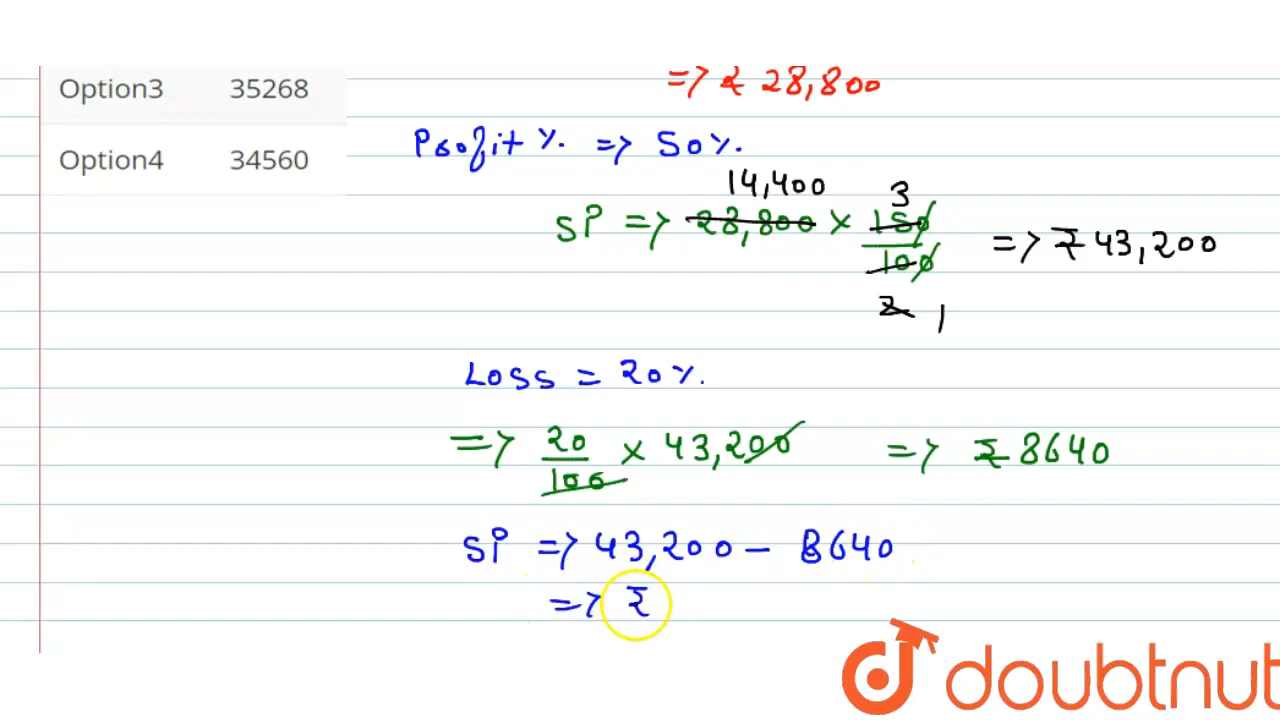 Option3 35268
=> ₹ 28,800
Option4 34560
Profit %. => 50%.
14,400 3
SP => 28,800 × 150/100 => ₹ 43,200
2 1
Loss = 20%.
=> 20/100 × 43,200 => ₹ 8640
SP => 43,200 - 8640
=> ₹
doubtnut